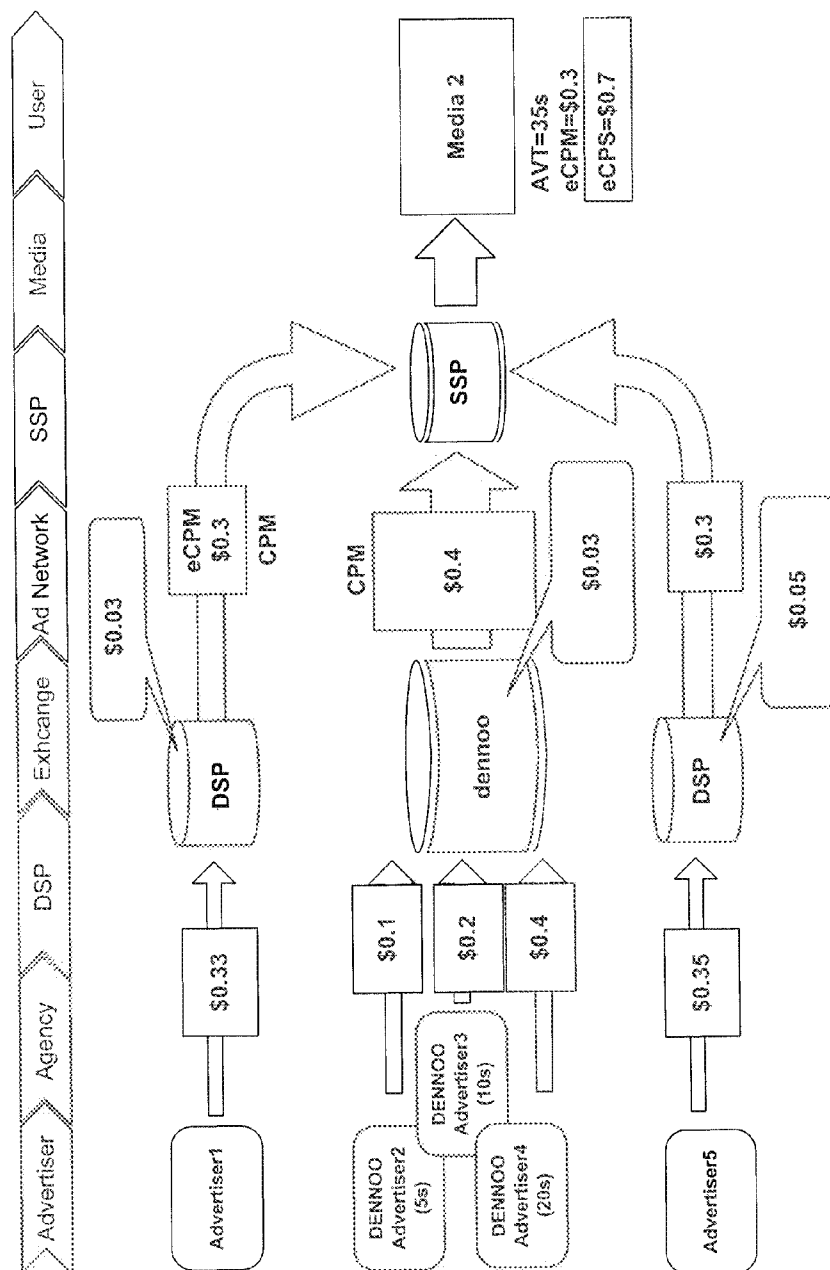 Advertiser
Agency
DSP
Exhcange
Ad Network
SSP
Media
User
Advertiser1
$0.33
DSP
$0.03
eCPM
$0.3
CPM
DENNOO
Advertiser2
(5s)
DENNOO
Advertiser3
(10s)
DENNOO
Advertiser4
(20s)
$0.1
$0.2
$0.4
dennoo
CPM
$0.4
$0.03
SSP
Media 2
AVT=35s
eCPM=$0.3
eCPS=$0.7
Advertiser5
$0.35
DSP
$0.05
$0.3